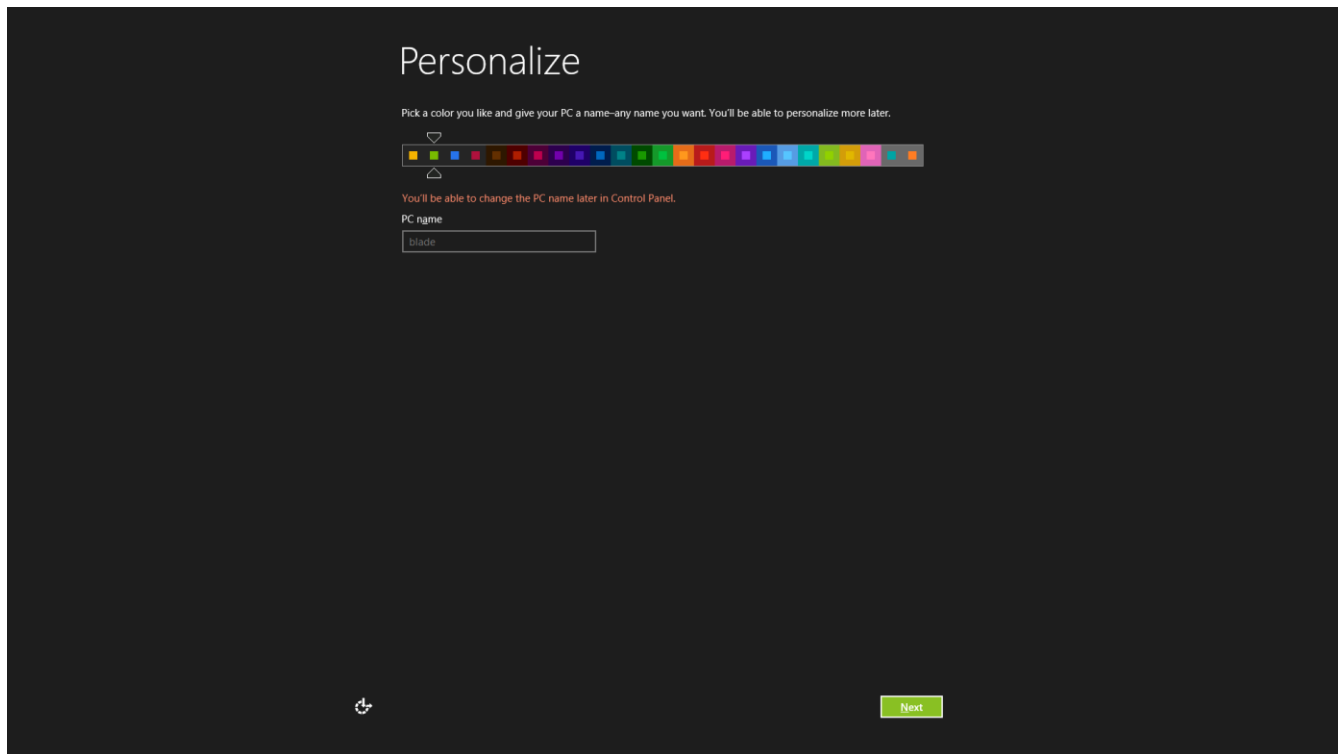 Personalize
Pick a color you like and give your PC a name–any name you want. You'll be able to personalize more later.
You'll be able to change the PC name later in Control Panel.
PC name
blade
Next